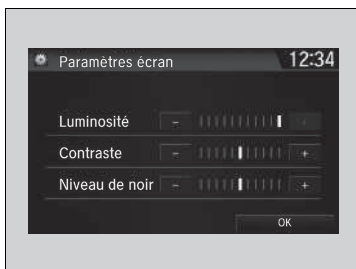 Paramètres écran 12:34
Luminosité -
Contraste - +
Niveau de noir - +
OK